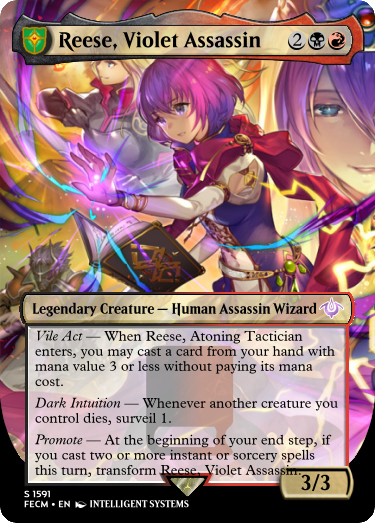 Reese, Violet Assassin 2
Legendary Creature — Human Assassin Wizard
Vile Act — When Reese, Atoning Tactician
enters, you may cast a card from your hand with
mana value 3 or less without paying its mana
cost.
Dark Intuition — Whenever another creature you
control dies, surveil 1.
Promote — At the beginning of your end step, if
you cast two or more instant or sorcery spells
this turn, transform Reese, Violet Assassin.
3/3
S 1591
FECM • EN INTELLIGENT SYSTEMS